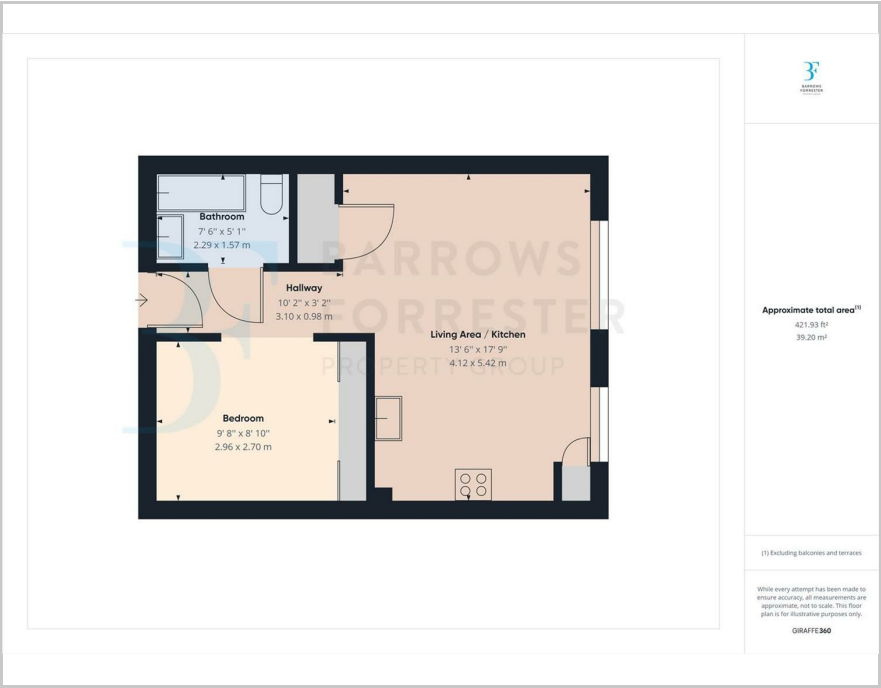 BARROWS
FORRESTER
PROPERTY GROUP
Bathroom
7' 6" x 5' 1"
2.29 x 1.57 m
Hallway
10' 2" x 3' 2"
3.10 x 0.98 m
Living Area / Kitchen
13' 6" x 17' 9"
4.12 x 5.42 m
Bedroom
9' 8" x 8' 10"
2.96 x 2.70 m
BARROWS
FORRESTER
Approximate total area(1)
421.93 ft²
39.20 m²
(1) Excluding balconies and terraces
While every attempt has been made to
ensure accuracy, all measurements are
approximate, not to scale. This floor
plan is for illustrative purposes only.
GIRAFFE360